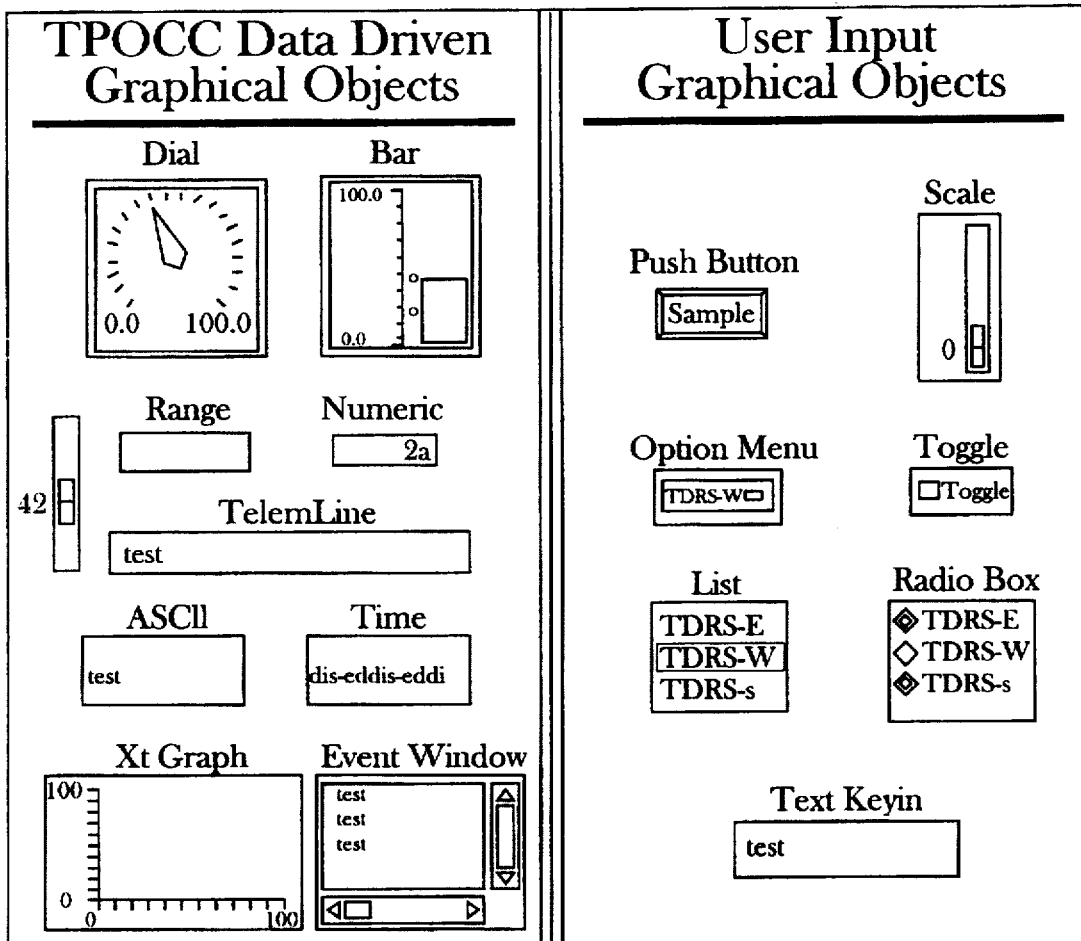 TPOCC Data Driven
Graphical Objects
Dial
Bar
0.0 100.0
100.0
0.0
Range
Numeric
2a
42
TelemLine
test
ASCll
test
Time
dis-eddis-eddi
Xt Graph
100
0
0
100
Event Window
test
test
test
User Input
Graphical Objects
Push Button
Sample
Scale
0
Option Menu
TDRS-W
Toggle
Toggle
List
TDRS-E
TDRS-W
TDRS-s
Radio Box
TDRS-E
TDRS-W
TDRS-s
Text Keyin
test